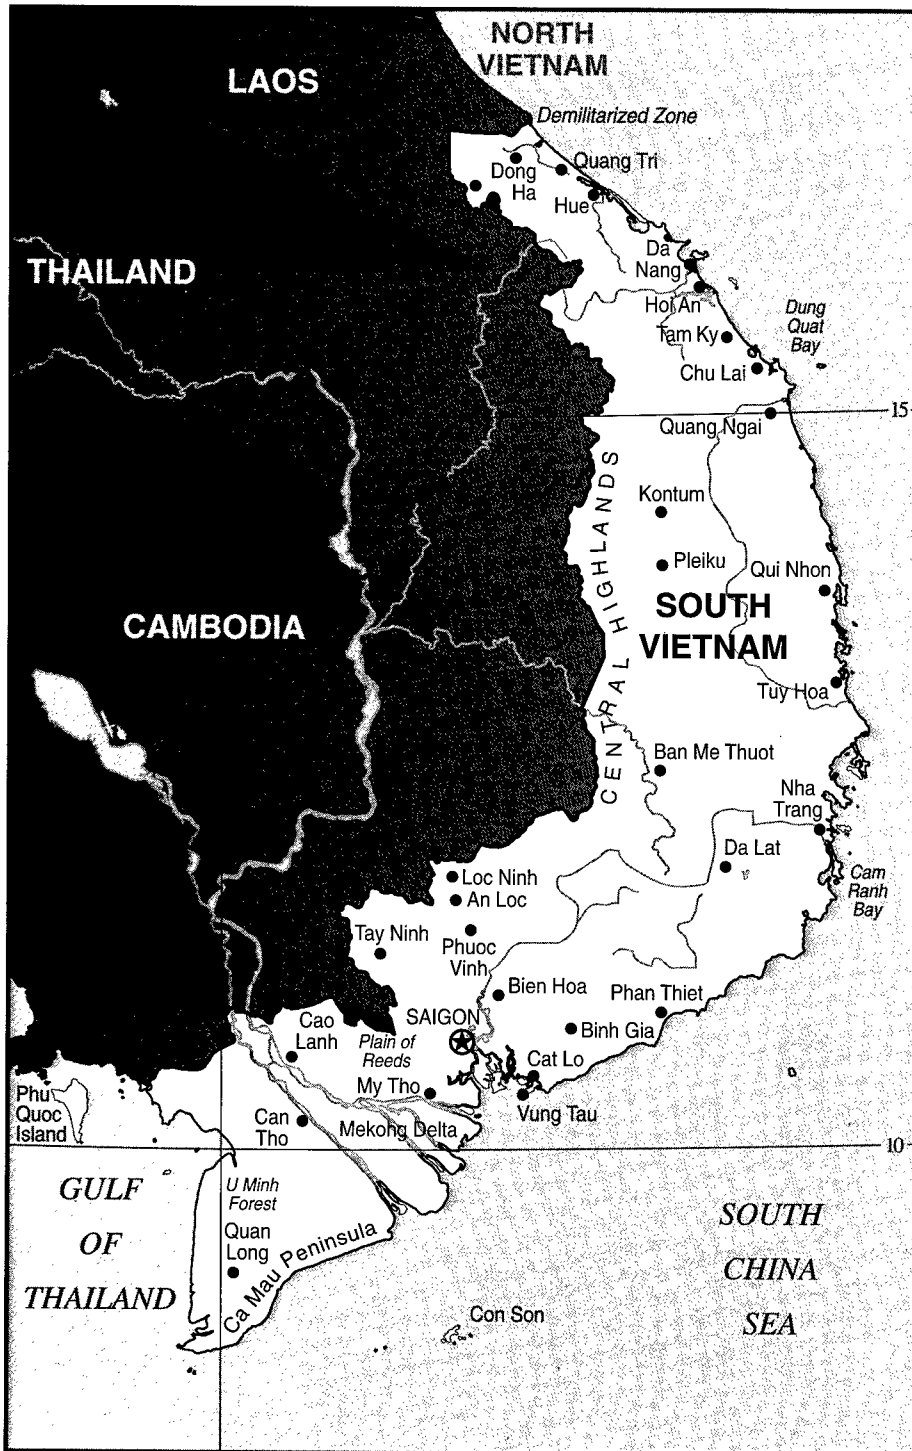 NORTH
VIETNAM
LAOS
Demilitarized Zone
Quang Tri
Dong
Ha
Hue
Da
Nang
THAILAND
Hoi An
Dung
Quat
Bay
Tam Ky
Chu Lai
15
Quang Ngai
CENTRAL HIGHLANDS
Kontum
Pleiku
Qui Nhon
SOUTH
VIETNAM
CAMBODIA
Tuy Hoa
Ban Me Thuot
Nha
Trang
Da Lat
Cam
Ranh
Bay
Loc Ninh
An Loc
Tay Ninh
Phuoc
Vinh
Bien Hoa
Phan Thiet
SAIGON
Binh Gia
Cao
Lanh
Plain of
Reeds
Cat Lo
My Tho
Vung Tau
Phu
Quoc
Island
Can
Tho
Mekong Delta
10
GULF
OF
THAILAND
U Minh
Forest
Quan
Long
Ca Mau Peninsula
SOUTH
CHINA
SEA
Con Son